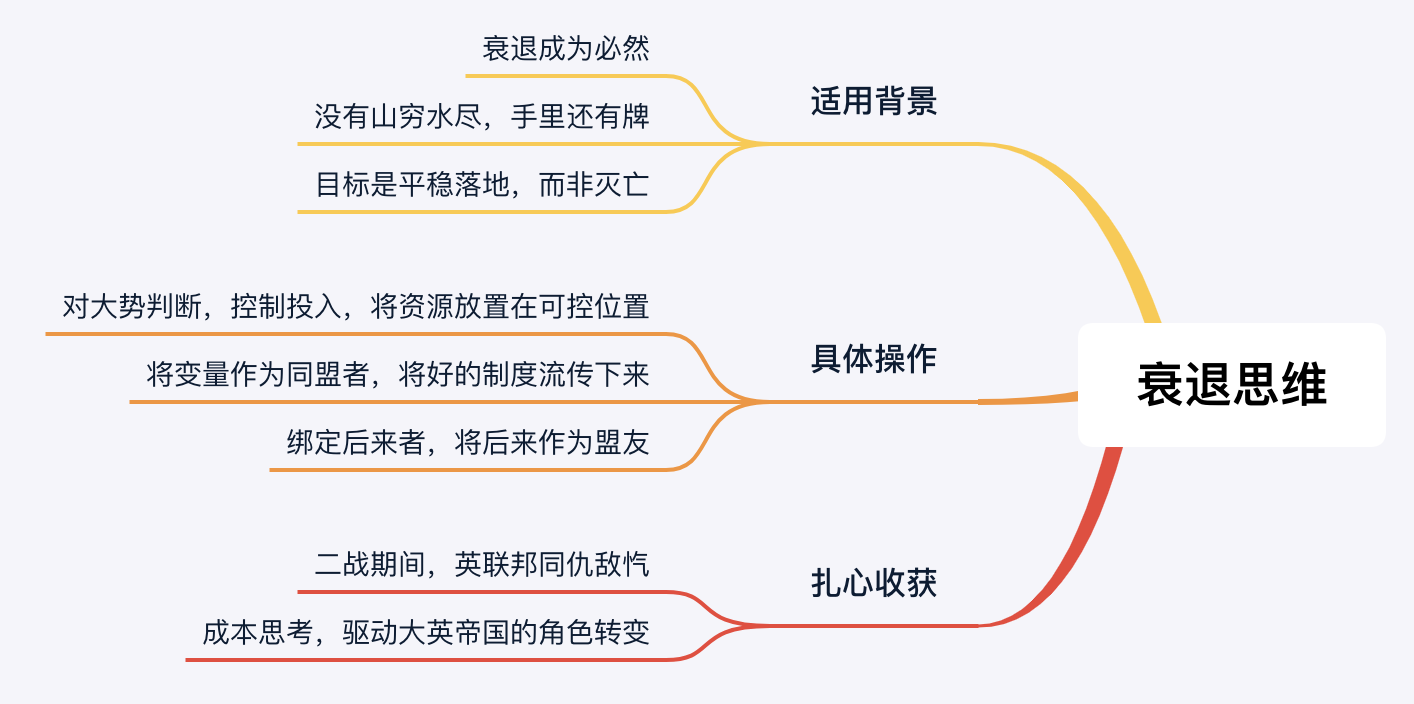 衰退思维
适用背景
衰退成为必然
没有山穷水尽，手里还有牌
目标是平稳落地，而非灭亡
具体操作
对大势判断，控制投入，将资源放置在可控位置
将变量作为同盟者，将好的制度流传下来
绑定后来者，将后来作为盟友
扎心收获
二战期间，英联邦同仇敌忾
成本思考，驱动大英帝国的角色转变